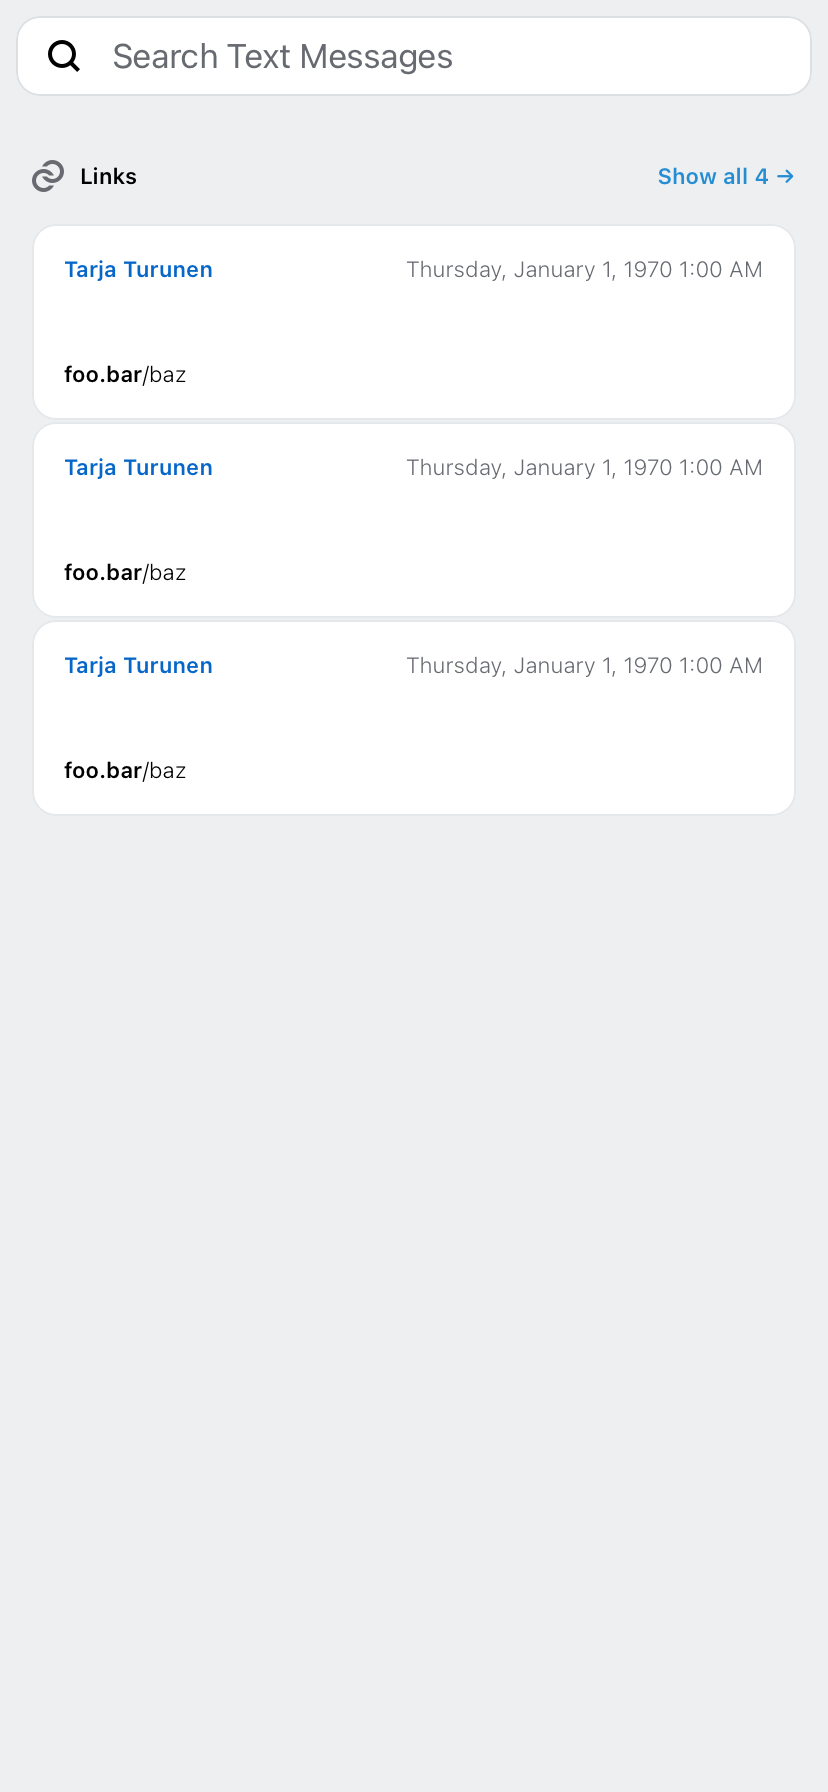 Search Text Messages
Links
Show all 4 →
Tarja Turunen
Thursday, January 1, 1970 1:00 AM
foo.bar/baz
Tarja Turunen
Thursday, January 1, 1970 1:00 AM
foo.bar/baz
Tarja Turunen
Thursday, January 1, 1970 1:00 AM
foo.bar/baz